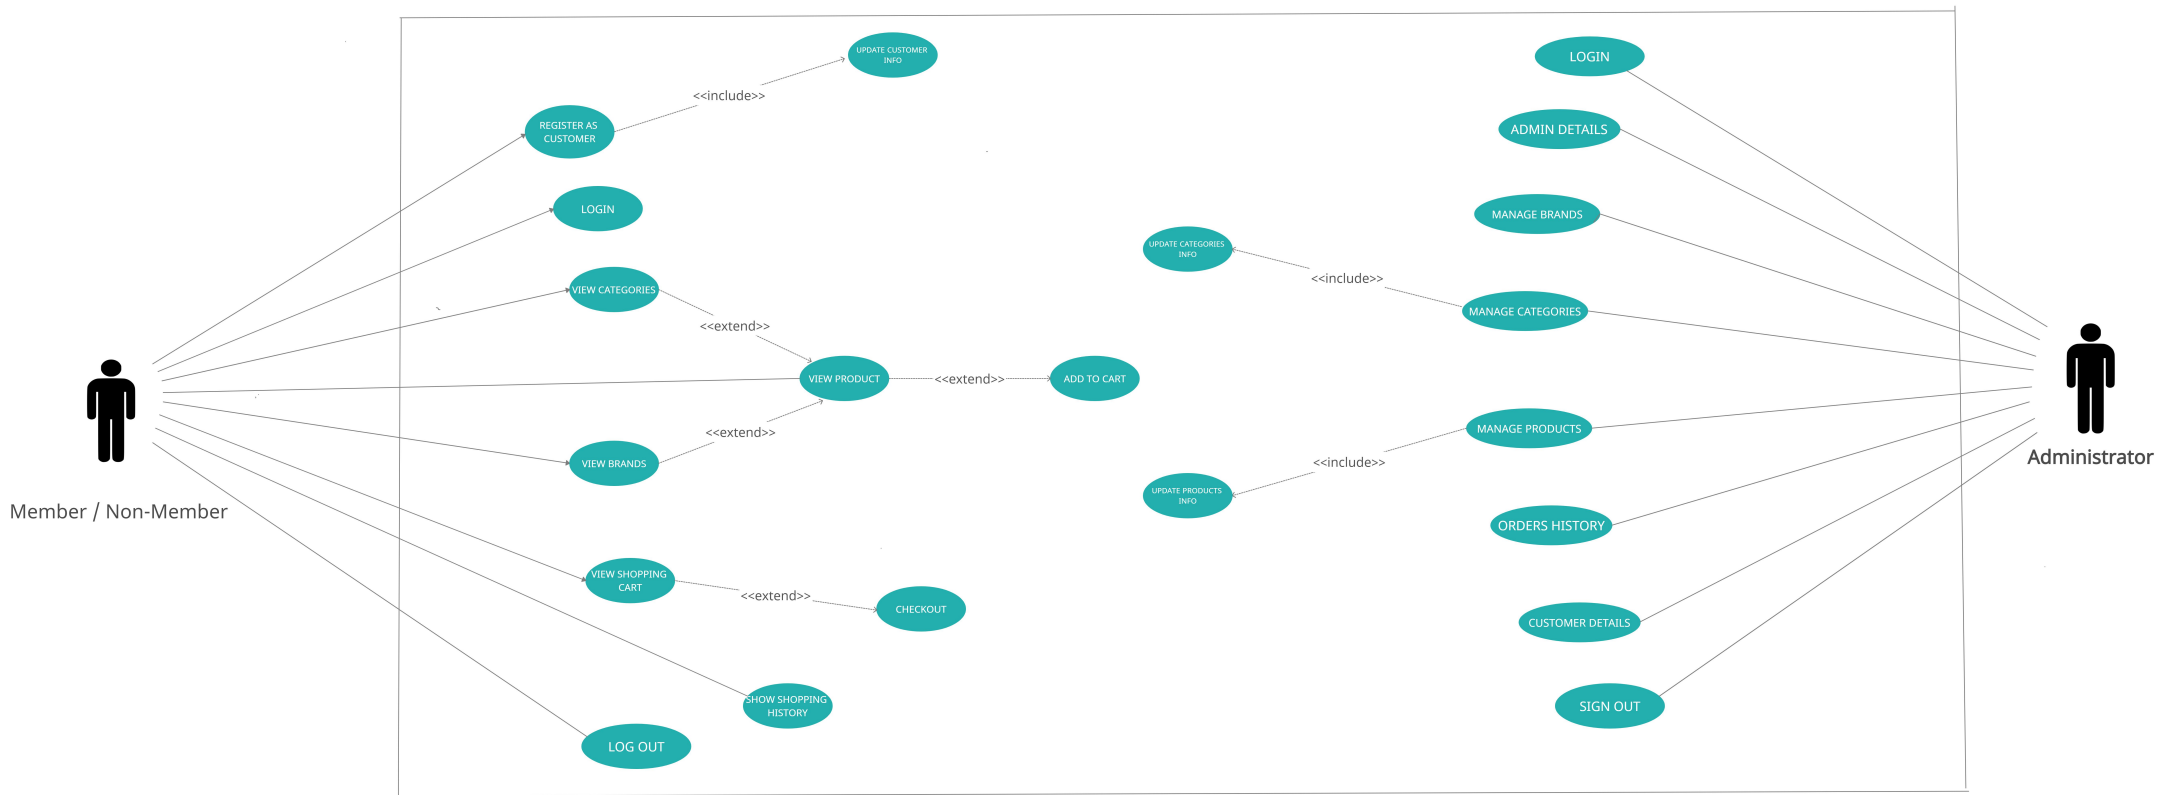 UPDATE CUSTOMER
INFO
<<include>>
REGISTER AS
CUSTOMER
LOGIN
VIEW CATEGORIES
<<extend>>
VIEW PRODUCT
<<extend>>
ADD TO CART
<<extend>>
VIEW BRANDS
Member / Non-Member
VIEW SHOPPING
CART
<<extend>>
CHECKOUT
SHOW SHOPPING
HISTORY
LOG OUT
LOGIN
ADMIN DETAILS
MANAGE BRANDS
UPDATE CATEGORIES
INFO
<<include>>
MANAGE CATEGORIES
MANAGE PRODUCTS
<<include>>
UPDATE PRODUCTS
INFO
Administrator
ORDERS HISTORY
CUSTOMER DETAILS
SIGN OUT